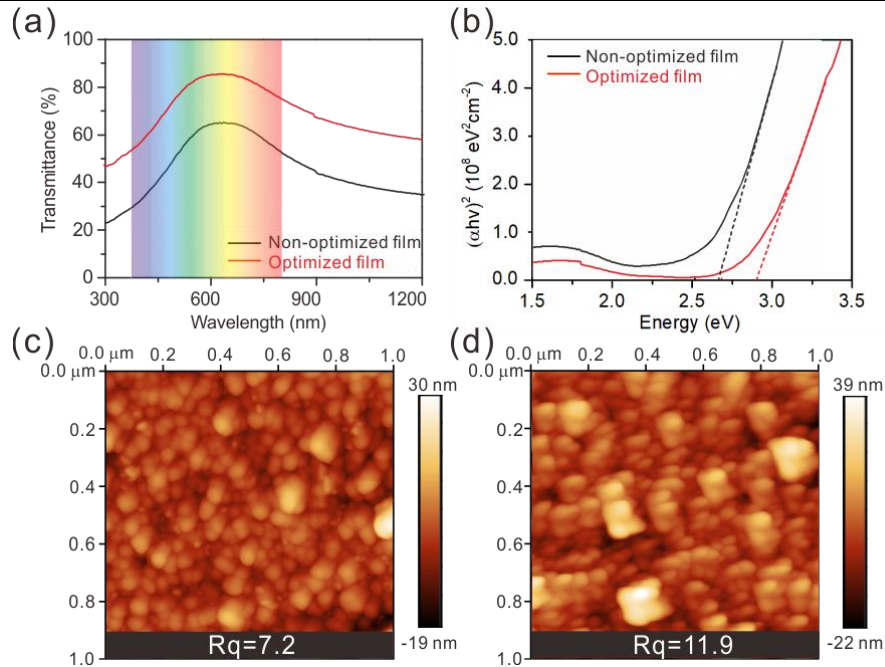 (a)
100
80
60
40
20
0
Transmittance (%)
Non-optimized film
Optimized film
300 600 900 1200
Wavelength (nm)
(b)
5.0
4.0
3.0
2.0
1.0
0.0
(αhν)² (10⁸ eV²cm⁻²)
Non-optimized film
Optimized film
1.5 2.0 2.5 3.0 3.5
Energy (eV)
(c)
0.0 μm 0.2 0.4 0.6 0.8 1.0
0.0 μm
0.2
0.4
0.6
0.8
1.0
30 nm
-19 nm
Rq=7.2
(d)
0.0 μm 0.2 0.4 0.6 0.8 1.0
0.0 μm
0.2
0.4
0.6
0.8
1.0
39 nm
-22 nm
Rq=11.9